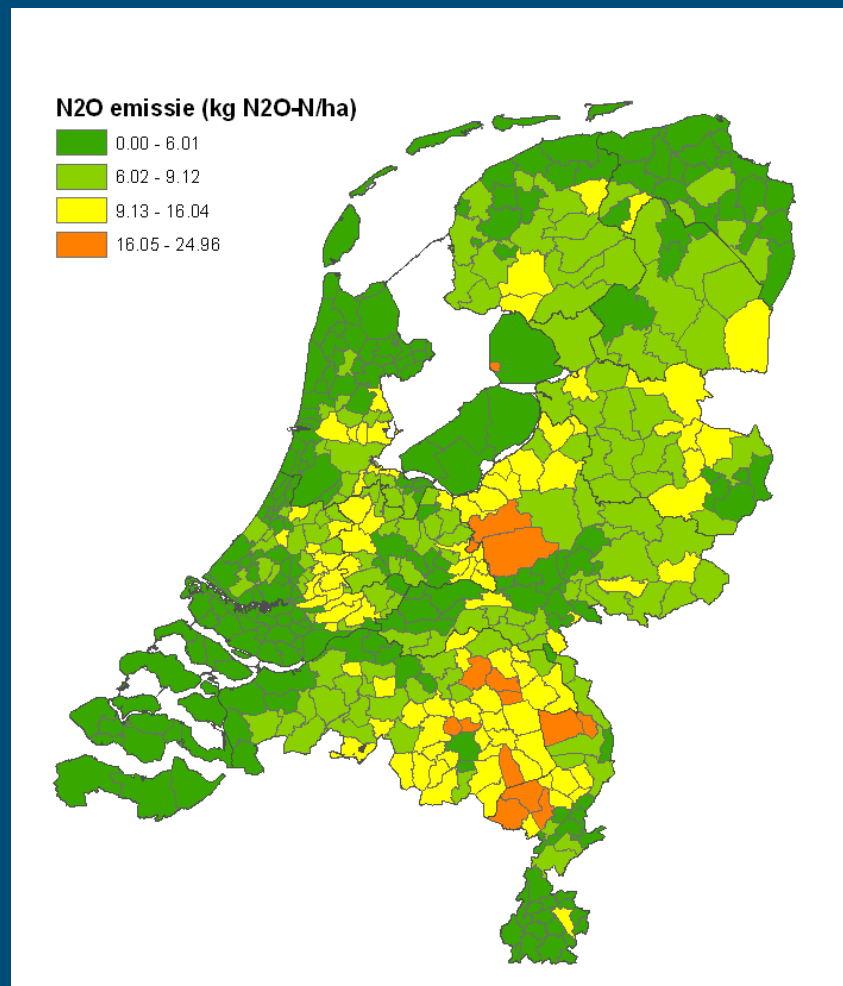 N2O emissie (kg N2O-N/ha)
0.00 - 6.01
6.02 - 9.12
9.13 - 16.04
16.05 - 24.96